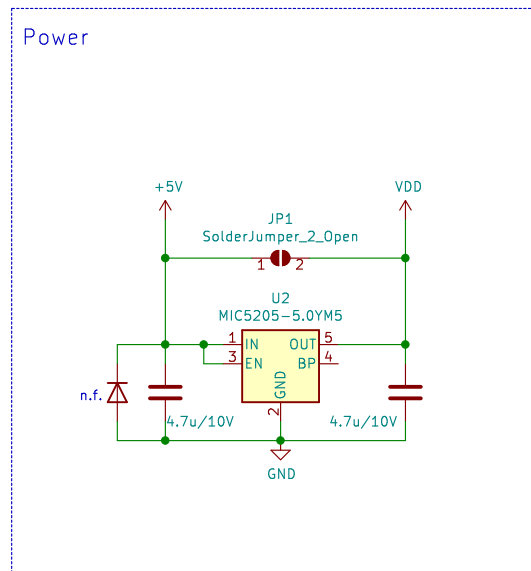 Power
+5V
VDD
JP1
SolderJumper_2_Open
1 2
U2
MIC5205-5.0YM5
1 IN OUT 5
3 EN BP 4
GND
2
n.f.
4.7u/10V
4.7u/10V
GND